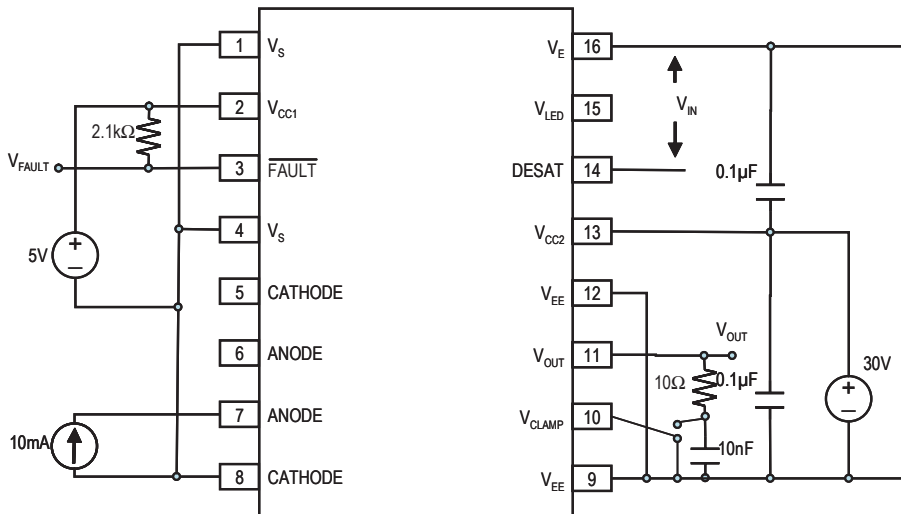 1 V_S
2 V_CC1
2.1kΩ
V_FAULT
3 FAULT
4 V_S
5V
+
−
5 CATHODE
6 ANODE
7 ANODE
10mA
8 CATHODE
V_E 16
V_LED 15
V_IN
DESAT 14
0.1µF
V_CC2 13
V_EE 12
V_OUT
V_OUT 11
10Ω
0.1µF
30V
+
−
V_CLAMP 10
10nF
V_EE 9